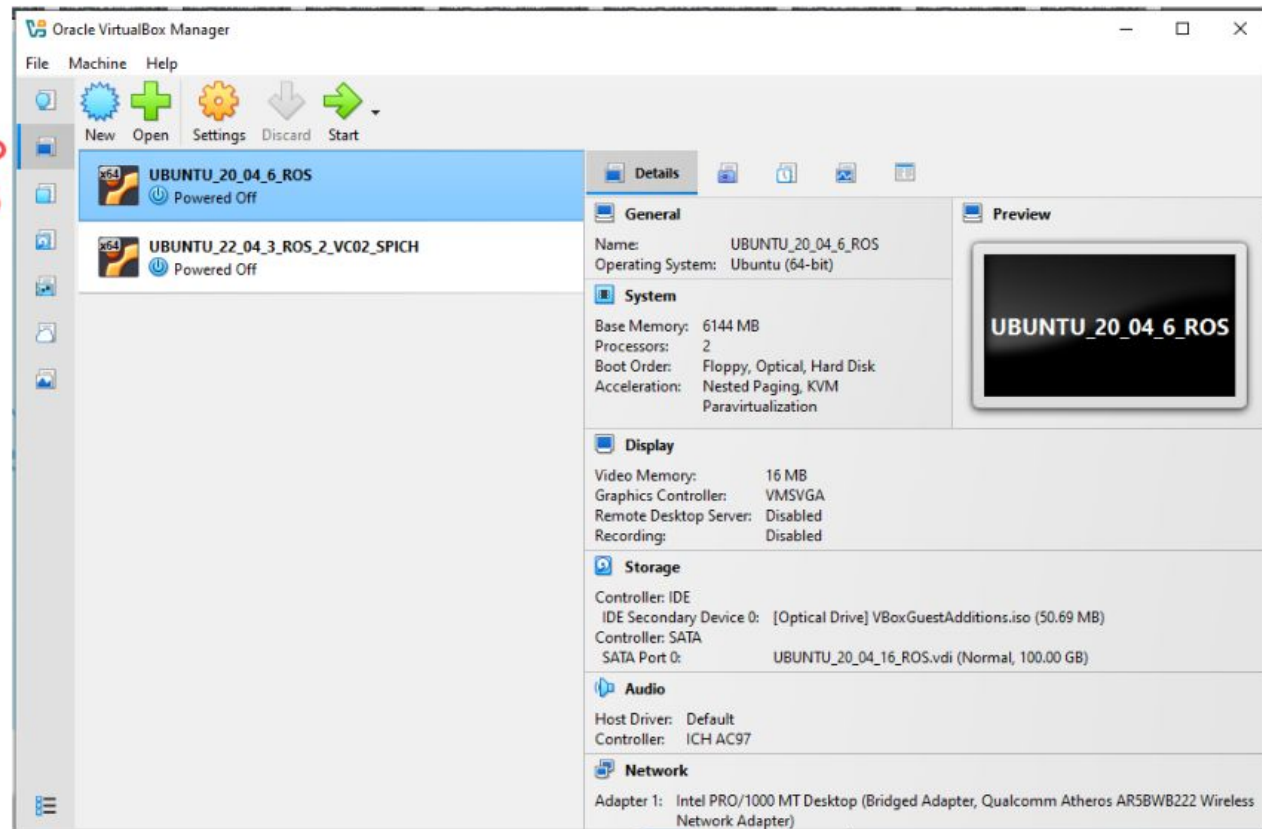 Oracle VirtualBox Manager
File Machine Help
New Open Settings Discard Start
x64 UBUNTU_20_04_6_ROS
Powered Off
x64 UBUNTU_22_04_3_ROS_2_VC02_SPICH
Powered Off
Details
General
Name: UBUNTU_20_04_6_ROS
Operating System: Ubuntu (64-bit)
System
Base Memory: 6144 MB
Processors: 2
Boot Order: Floppy, Optical, Hard Disk
Acceleration: Nested Paging, KVM
Paravirtualization
Preview
UBUNTU_20_04_6_ROS
Display
Video Memory: 16 MB
Graphics Controller: VMSVGA
Remote Desktop Server: Disabled
Recording: Disabled
Storage
Controller: IDE
IDE Secondary Device 0: [Optical Drive] VBoxGuestAdditions.iso (50.69 MB)
Controller: SATA
SATA Port 0: UBUNTU_20_04_16_ROS.vdi (Normal, 100.00 GB)
Audio
Host Driver: Default
Controller: ICH AC97
Network
Adapter 1: Intel PRO/1000 MT Desktop (Bridged Adapter, Qualcomm Atheros AR5BWB222 Wireless
Network Adapter)